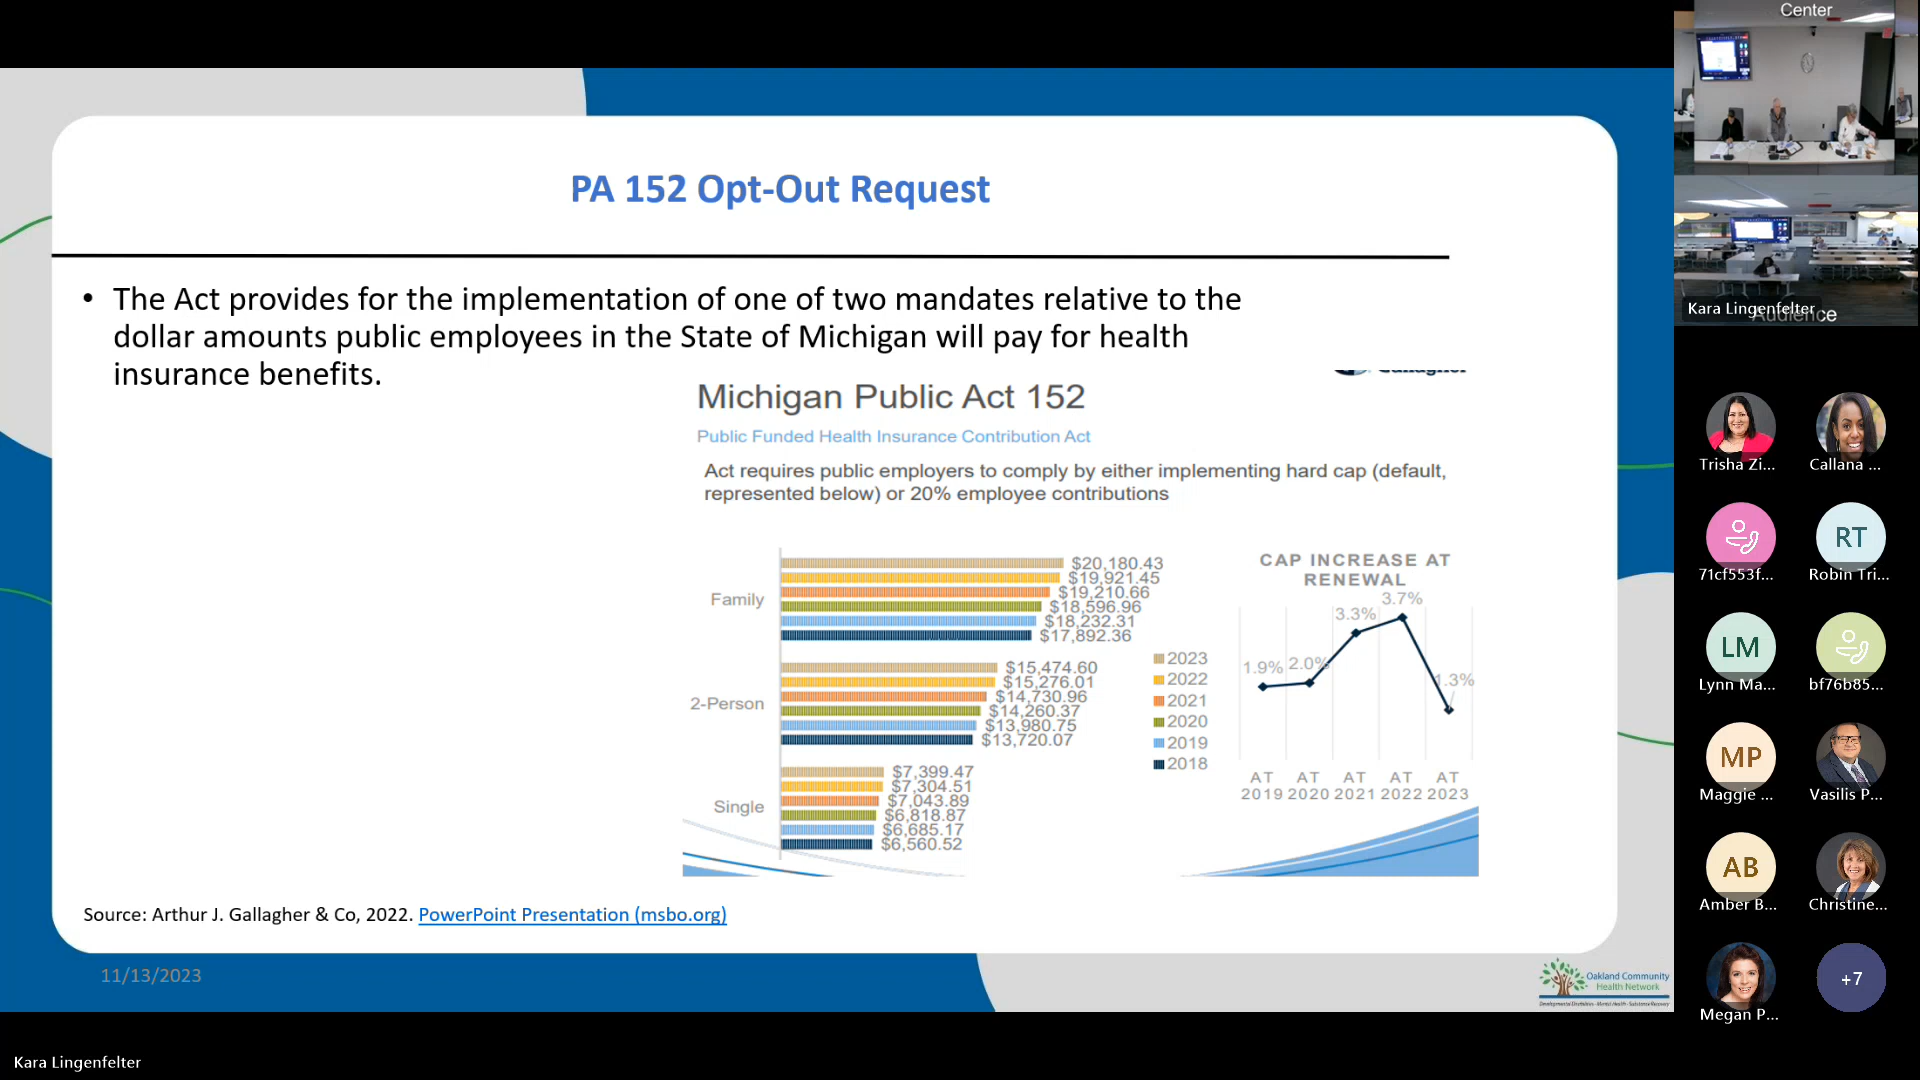 Center
Kara Lingenfelter
Audience
PA 152 Opt-Out Request
• The Act provides for the implementation of one of two mandates relative to the
dollar amounts public employees in the State of Michigan will pay for health
insurance benefits.
Gallagher
Michigan Public Act 152
Public Funded Health Insurance Contribution Act
Act requires public employers to comply by either implementing hard cap (default,
represented below) or 20% employee contributions
Family
$20,180.43
$19,921.45
$19,210.66
$18,596.96
$18,232.31
$17,892.36
2-Person
$15,474.60
$15,276.01
$14,730.96
$14,260.37
$13,980.75
$13,720.07
Single
$7,399.47
$7,304.51
$7,043.89
$6,818.87
$6,685.17
$6,560.52
2023
2022
2021
2020
2019
2018
CAP INCREASE AT
RENEWAL
1.9%
2.0%
3.3%
3.7%
1.3%
AT AT AT AT AT
2019 2020 2021 2022 2023
Source: Arthur J. Gallagher & Co, 2022. PowerPoint Presentation (msbo.org)
11/13/2023
Oakland Community
Health Network
Developmental Disabilities - Mental Health - Substance Recovery
Trisha Zi...
Callana ...
71cf553f...
RT
Robin Tri...
LM
Lynn Ma...
bf76b85...
MP
Maggie ...
Vasilis P...
AB
Amber B...
Christine...
Megan P...
+7
Kara Lingenfelter